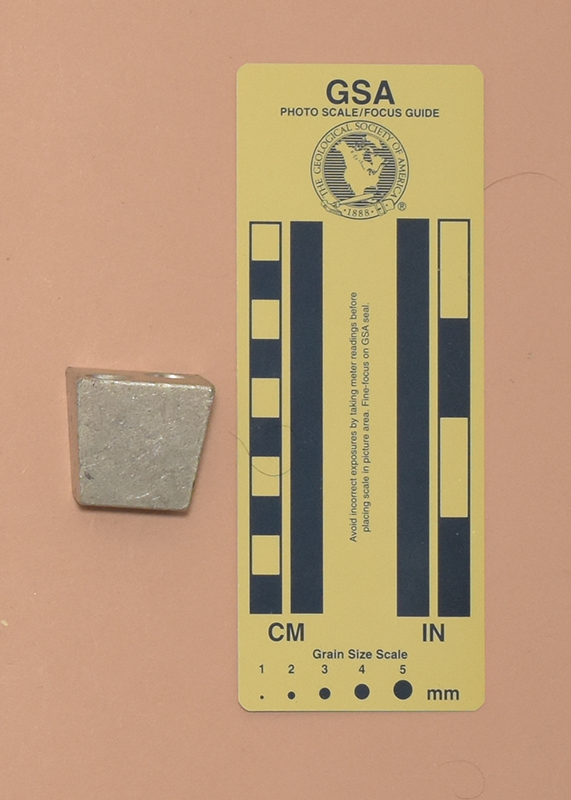 GSA
PHOTO SCALE/FOCUS GUIDE
THE GEOLOGICAL SOCIETY OF AMERICA
·1888·
®
Avoid incorrect exposures by taking meter readings before
placing scale in picture area. Fine-focus on GSA seal.
CM
IN
Grain Size Scale
1 2 3 4 5
mm